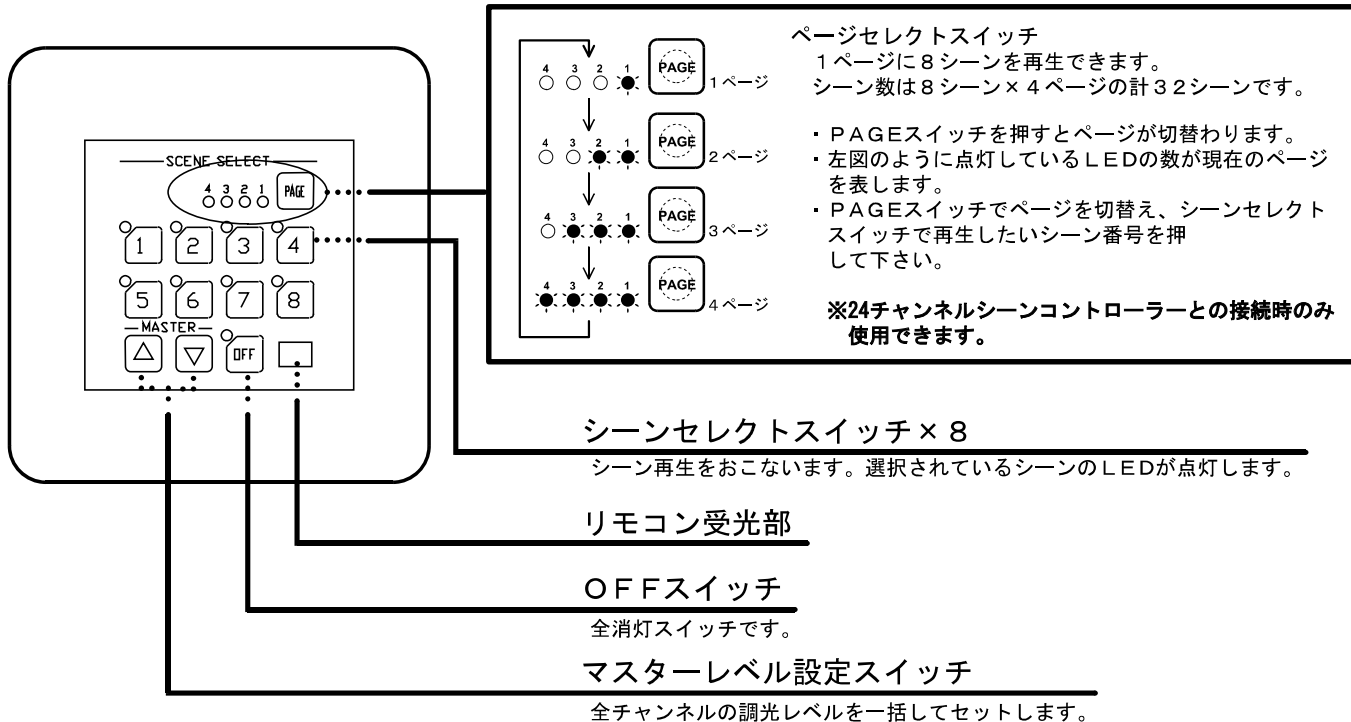 SCENE SELECT
4 3 2 1 PAGE
1 2 3 4
5 6 7 8
MASTER
△ ▽ OFF
4 3 2 1 PAGE 1ページ
4 3 2 1 PAGE 2ページ
4 3 2 1 PAGE 3ページ
4 3 2 1 PAGE 4ページ
ページセレクトスイッチ
1ページに8シーンを再生できます。
シーン数は8シーン×4ページの計32シーンです。
・PAGEスイッチを押すとページが切替わります。
・左図のように点灯しているLEDの数が現在のページ
を表します。
・PAGEスイッチでページを切替え、シーンセレクト
スイッチで再生したいシーン番号を押
して下さい。
※24チャンネルシーンコントローラーとの接続時のみ
使用できます。
シーンセレクトスイッチ×8
シーン再生をおこないます。選択されているシーンのLEDが点灯します。
リモコン受光部
OFFスイッチ
全消灯スイッチです。
マスターレベル設定スイッチ
全チャンネルの調光レベルを一括してセットします。